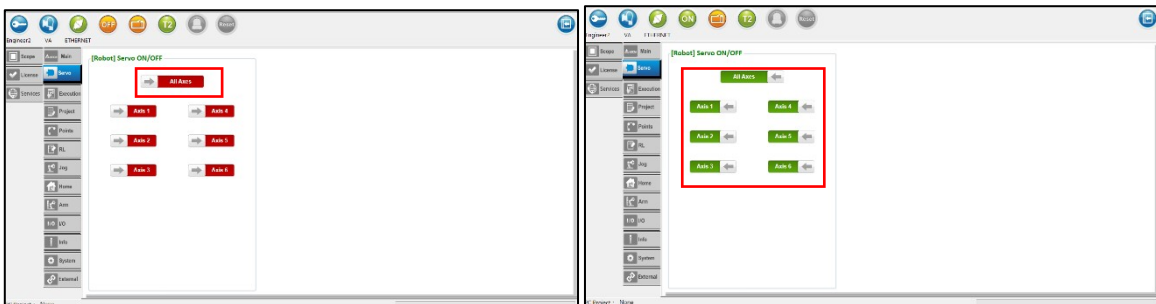 OFF
T2
Reset
Engineer2 VA ETHERNET
Scope
License
Services
Main
Servo
Execution
Project
Points
RL
Jog
Home
Axis
I/O I/O
Info
System
External
[Robot] Servo ON/OFF
All Axes
Axis 1 Axis 4
Axis 2 Axis 5
Axis 3 Axis 6
ON
T2
Reset
VA ETHERNET
Scope
License
Services
Main
Servo
Execution
Project
Points
RL
Jog
Home
Axis
I/O I/O
Info
System
External
[Robot] Servo ON/OFF
All Axes
Axis 1 Axis 4
Axis 2 Axis 5
Axis 3 Axis 6
Project : None